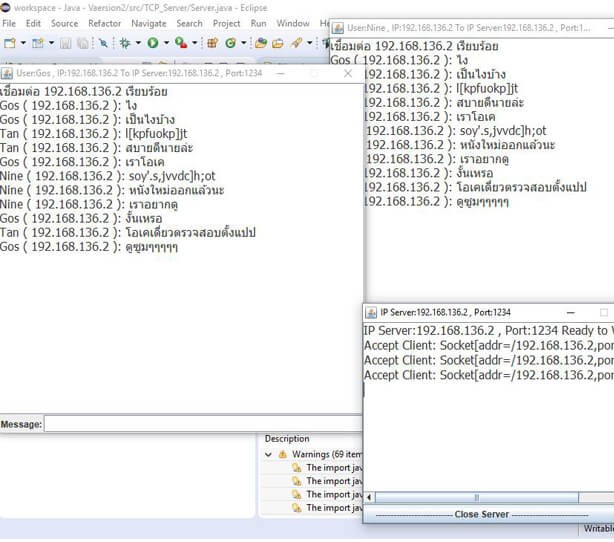 workspace - Java - Vaersion2/src/TCP_Server/Server.java - Eclipse
File Edit Source Refactor Navigate Search Project Run Window Help
User:Nine , IP:192.168.136.2 To IP Server:192.168.136.2 , Port:1...
เชื่อมต่อ 192.168.136.2 เรียบร้อย
Gos ( 192.168.136.2 ): ไง
192.168.136.2 ): เป็นไงบ้าง
192.168.136.2 ): l[kpfuokp]jt
192.168.136.2 ): สบายดีนายล่ะ
192.168.136.2 ): เราโอเค
192.168.136.2 ): soy'.s,jvvdc]h;ot
192.168.136.2 ): หนังใหม่ออกแล้วนะ
192.168.136.2 ): เราอยากดู
192.168.136.2 ): งั้นเหรอ
192.168.136.2 ): โอเคเดี๋ยวตรวจสอบตั้งแปป
192.168.136.2 ): ดูซูมๆๆๆๆๆ
User:Gos , IP:192.168.136.2 To IP Server:192.168.136.2 , Port:1234
เชื่อมต่อ 192.168.136.2 เรียบร้อย
Gos ( 192.168.136.2 ): ไง
Gos ( 192.168.136.2 ): เป็นไงบ้าง
Tan ( 192.168.136.2 ): l[kpfuokp]jt
Tan ( 192.168.136.2 ): สบายดีนายล่ะ
Gos ( 192.168.136.2 ): เราโอเค
Nine ( 192.168.136.2 ): soy'.s,jvvdc]h;ot
Nine ( 192.168.136.2 ): หนังใหม่ออกแล้วนะ
Nine ( 192.168.136.2 ): เราอยากดู
Gos ( 192.168.136.2 ): งั้นเหรอ
Tan ( 192.168.136.2 ): โอเคเดี๋ยวตรวจสอบตั้งแปป
Gos ( 192.168.136.2 ): ดูซูมๆๆๆๆๆ
Message:
IP Server:192.168.136.2 , Port:1234
IP Server:192.168.136.2 , Port:1234 Ready to
Accept Client: Socket[addr=/192.168.136.2,por
Accept Client: Socket[addr=/192.168.136.2,por
Accept Client: Socket[addr=/192.168.136.2,por
Close Server
Description
Warnings (69 item
The import jav
The import jav
The import jav
The import jav
Writable